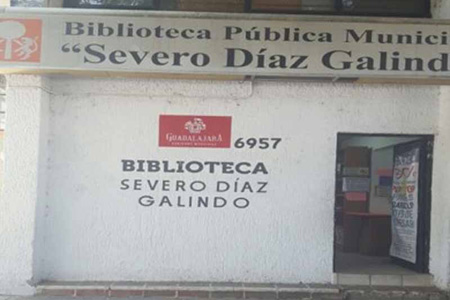 Biblioteca Pública Munici
“Severo Díaz Galind
GUADALAJARA
6957
BIBLIOTECA
SEVERO DÍAZ
GALINDO